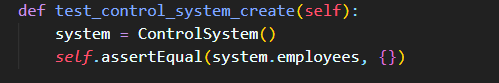 def test_control_system_create(self):
    system = ControlSystem()
    self.assertEqual(system.employees, {})